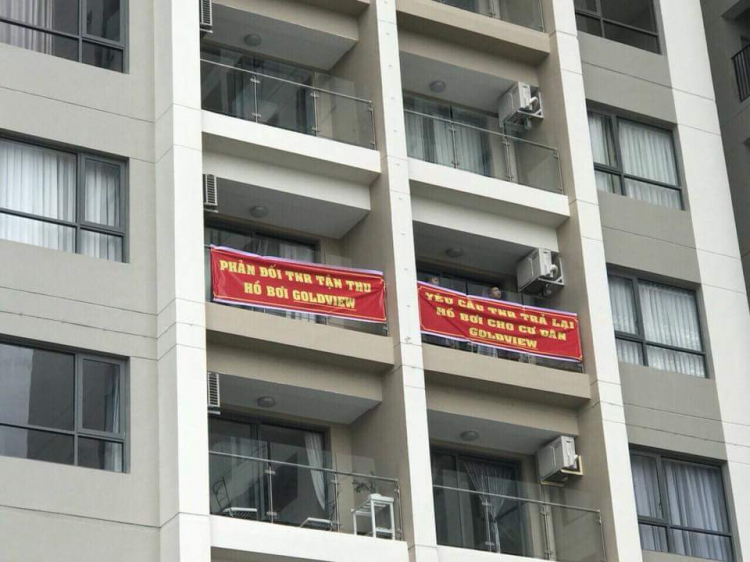 PHẢN ĐỐI TNR TẬN THU
HỒ BƠI GOLDVIEW
YÊU CẦU TNR TRẢ LẠI
HỒ BƠI CHO CƯ DÂN
GOLDVIEW